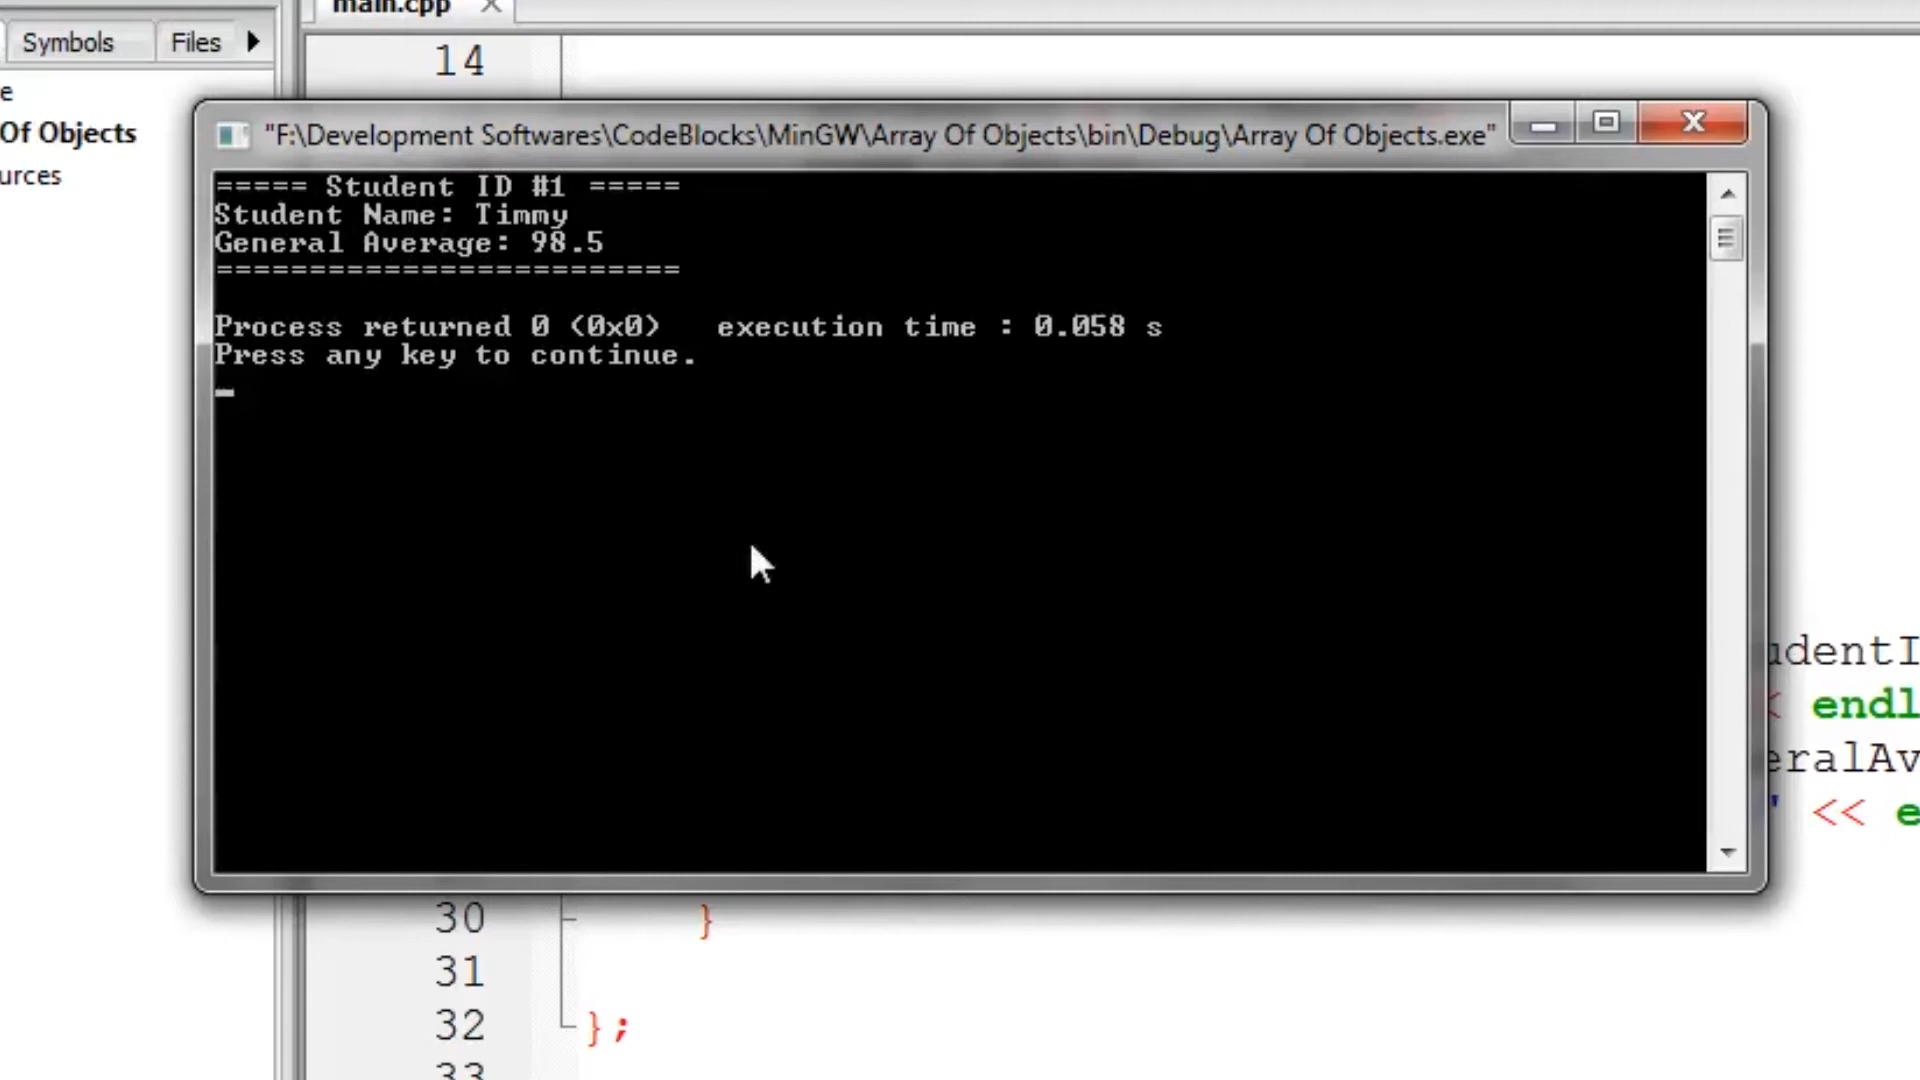 main.cpp
Symbols
Files
14
e
Of Objects
urces
"F:\Development Softwares\CodeBlocks\MinGW\Array Of Objects\bin\Debug\Array Of Objects.exe"
===== Student ID #1 =====
Student Name: Timmy
General Average: 98.5
=========================
Process returned 0 (0x0)   execution time : 0.058 s
Press any key to continue.
udentI
< endl
eralAv
" << e
30 }
31
32 };
33